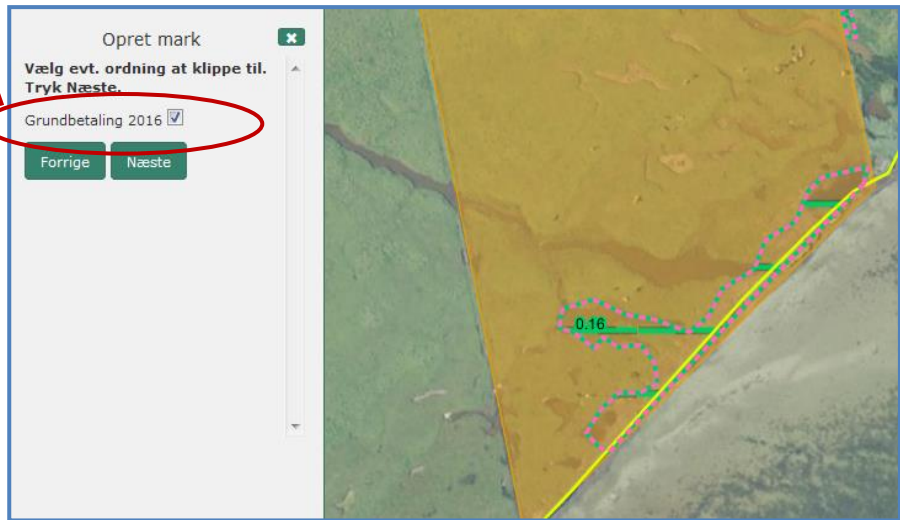 Opret mark
Vælg evt. ordning at klippe til.
Tryk Næste.
Grundbetaling 2016
Forrige Næste
0.16